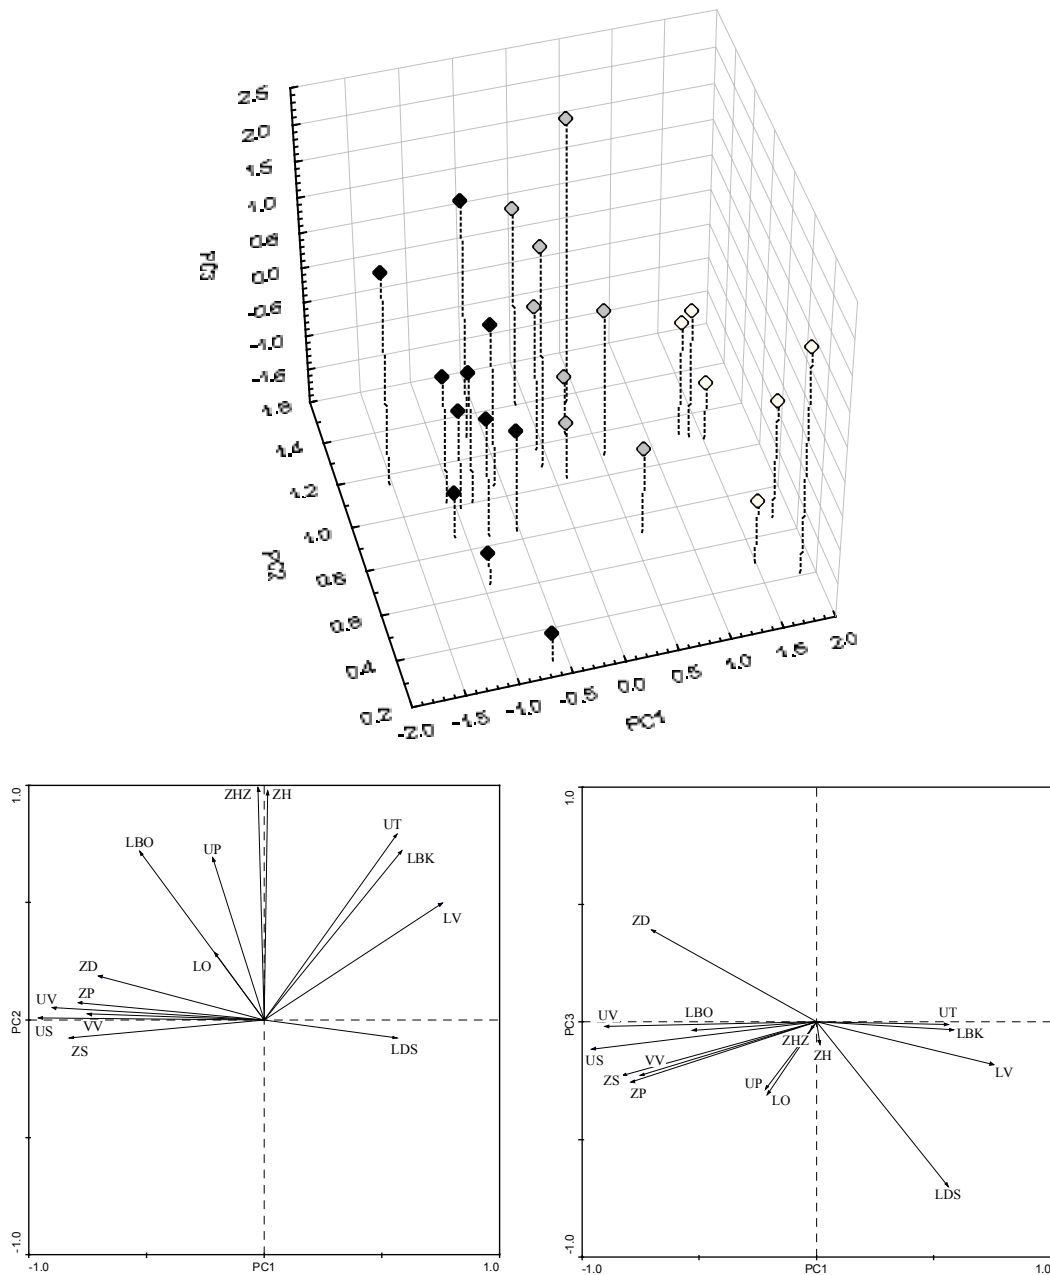 2.5
2.0
1.5
1.0
0.6
0.0
-0.6
-1.0
-1.6
1.8
1.4
1.2
1.0
0.8
0.8
0.4
0.2
PC3
PC2
-2.0 -1.5 -1.0 -0.5 0.0 0.5 1.0 1.5 2.0
PC1
1.0
ZHZ ZH
UT
LBO UP
LBK
LV
LO
ZD
ZP
UV
VV
US
ZS
LDS
PC2
-1.0
-1.0 PC1 1.0
1.0
ZD
UV LBO UT
LBK
ZHZ
ZH
US VV
LV
ZS
ZP
UP
LO
LDS
PC3
-1.0
-1.0 PC1 1.0